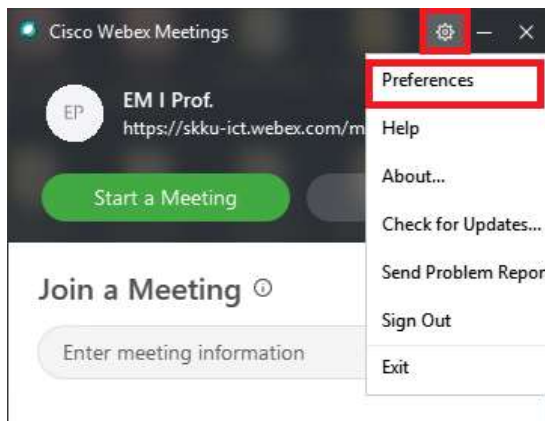 Cisco Webex Meetings
EP
EM I Prof.
https://skku-ict.webex.com/m
Start a Meeting
Join a Meeting
Enter meeting information
Preferences
Help
About...
Check for Updates...
Send Problem Repor
Sign Out
Exit